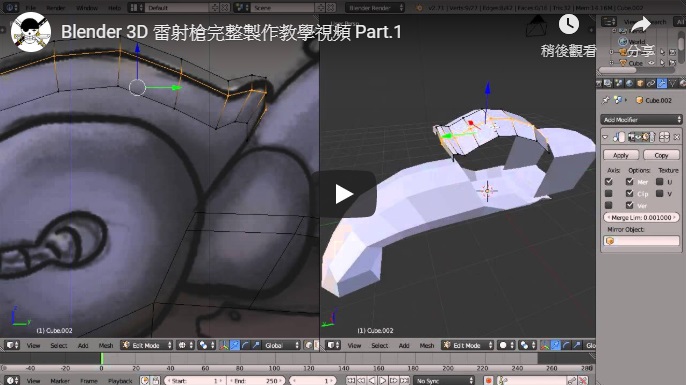 Blender 3D 雷射槍完整製作教學視頻 Part.1
稍後觀看
分享
Window
Help
Default
Scene
Blender Render
Cube
Cube.002
Add Modifier
Apply
Copy
Axis: Options: Texture
Mer U
Clip V
Ver
Merge Lim: 0.001000
Mirror Object:
(1) Cube.002
(1) Cube.002
View Select Add Mesh Edit Mode Global
View Select Add Mesh Edit Mode Global
-40 -20 0 20 40 60 80 100 120 140 160 180 200 220 240 260 280
View Marker Frame Playback Start: 1 End: 250 1 No Sync